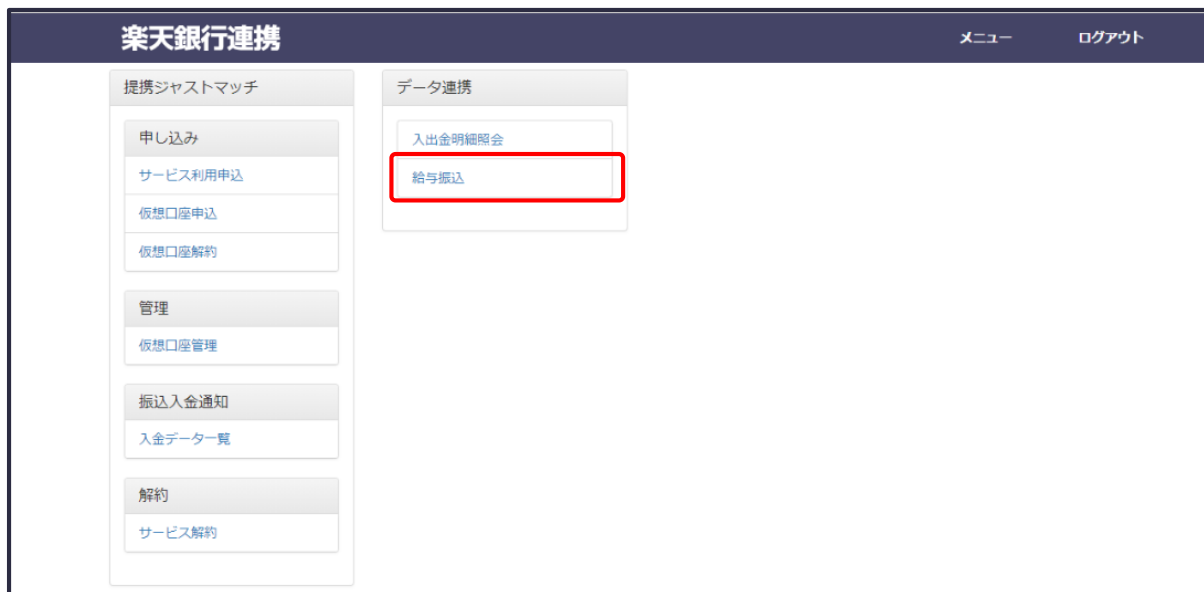 楽天銀行連携
メニュー
ログアウト
提携ジャストマッチ
申し込み
サービス利用申込
仮想口座申込
仮想口座解約
管理
仮想口座管理
振込入金通知
入金データ一覧
解約
サービス解約
データ連携
入出金明細照会
給与振込